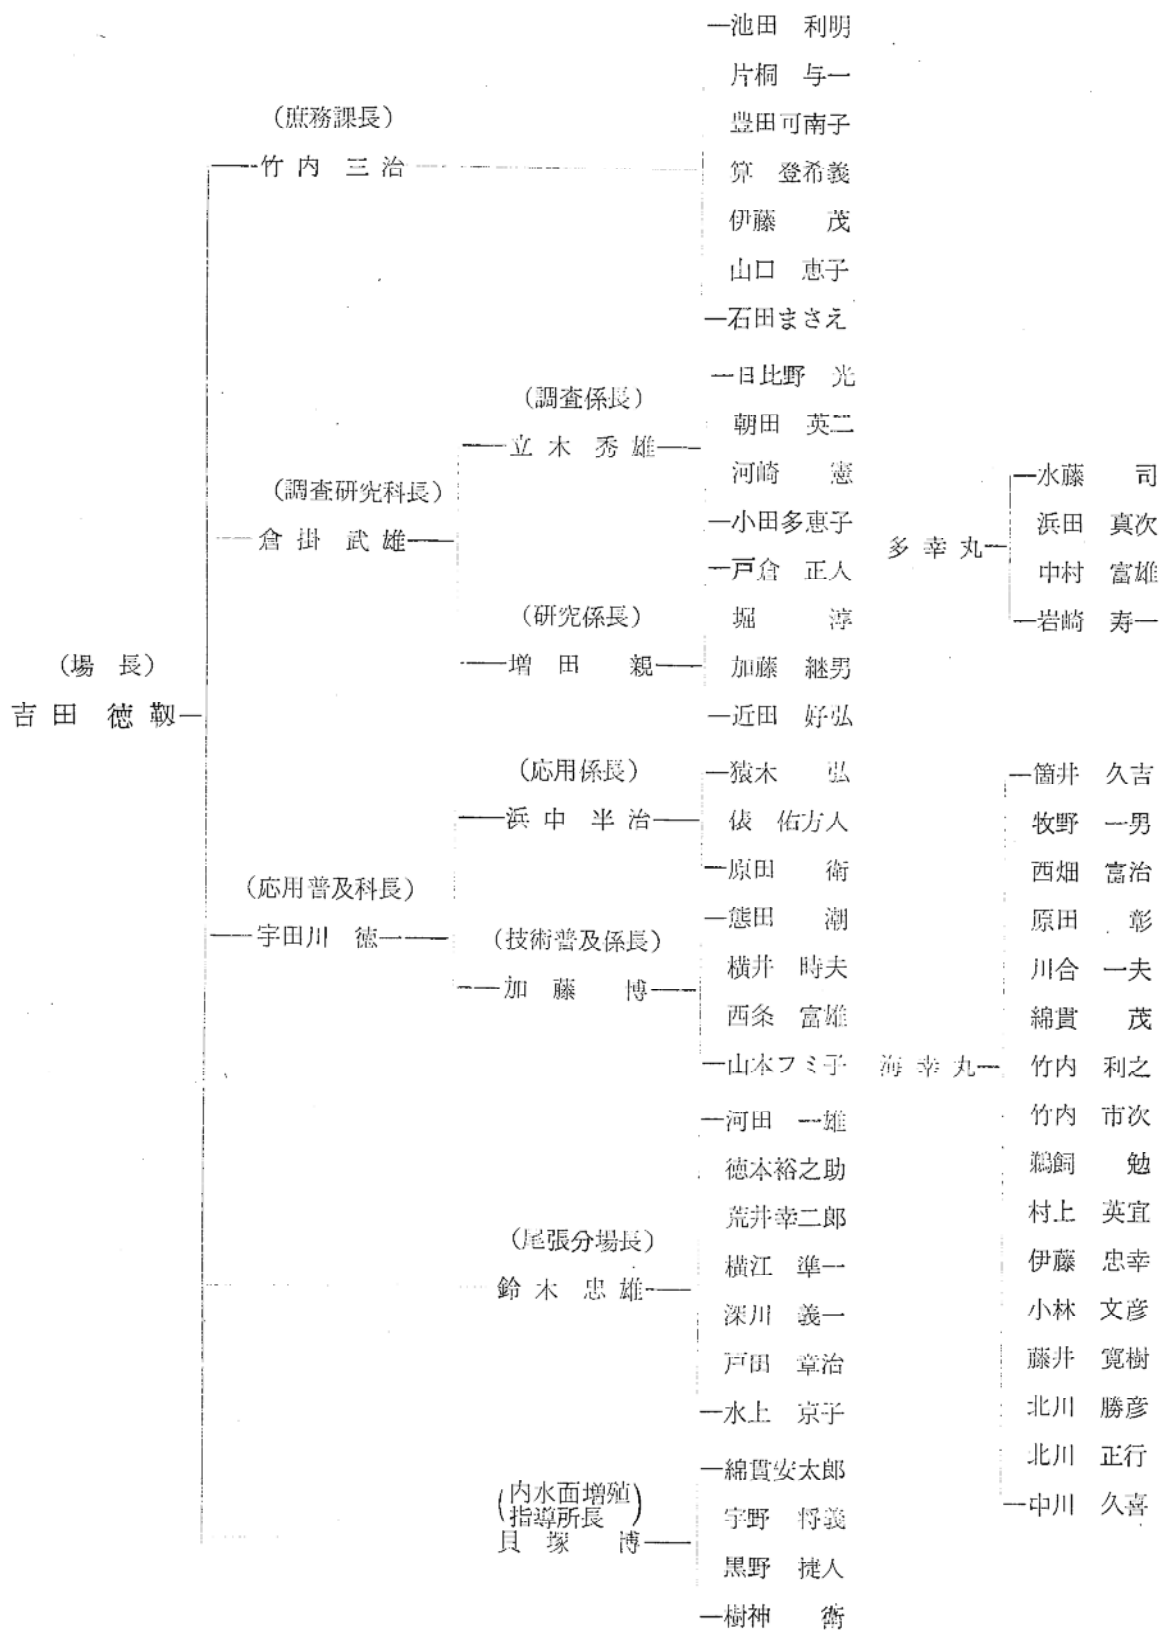 (場 長)
吉田 徳靱
(庶務課長)
竹内 三治
池田 利明
片桐 与一
豊田可南子
算 登希義
伊藤 茂
山口 恵子
石田まさえ
(調査研究科長)
倉掛 武雄
(調査係長)
立木 秀雄
日比野 光
朝田 英二
河崎 憲
小田多恵子
(研究係長)
増田 親
戸倉 正人
堀 淳
加藤 継男
近田 好弘
多幸丸
水藤 司
浜田 真次
中村 富雄
岩崎 寿一
(応用普及科長)
宇田川 徳一
(応用係長)
浜中 半治
猿木 弘
俵 佑方人
原田 衛
(技術普及係長)
加藤 博
態田 潮
横井 時夫
西条 富雄
山本フミ子
海幸丸
箇井 久吉
牧野 一男
西畑 富治
原田 彰
川合 一夫
綿貫 茂
竹内 利之
竹内 市次
鵜飼 勉
村上 英宜
伊藤 忠幸
小林 文彦
藤井 寛樹
北川 勝彦
北川 正行
中川 久喜
(尾張分場長)
鈴木 忠雄
河田 一雄
徳本裕之助
荒井幸二郎
横江 準一
深川 義一
戸田 章治
水上 京子
(内水面増殖
指導所長)
貝塚 博
綿貫安太郎
宇野 将義
黒野 捷人
樹神 衛